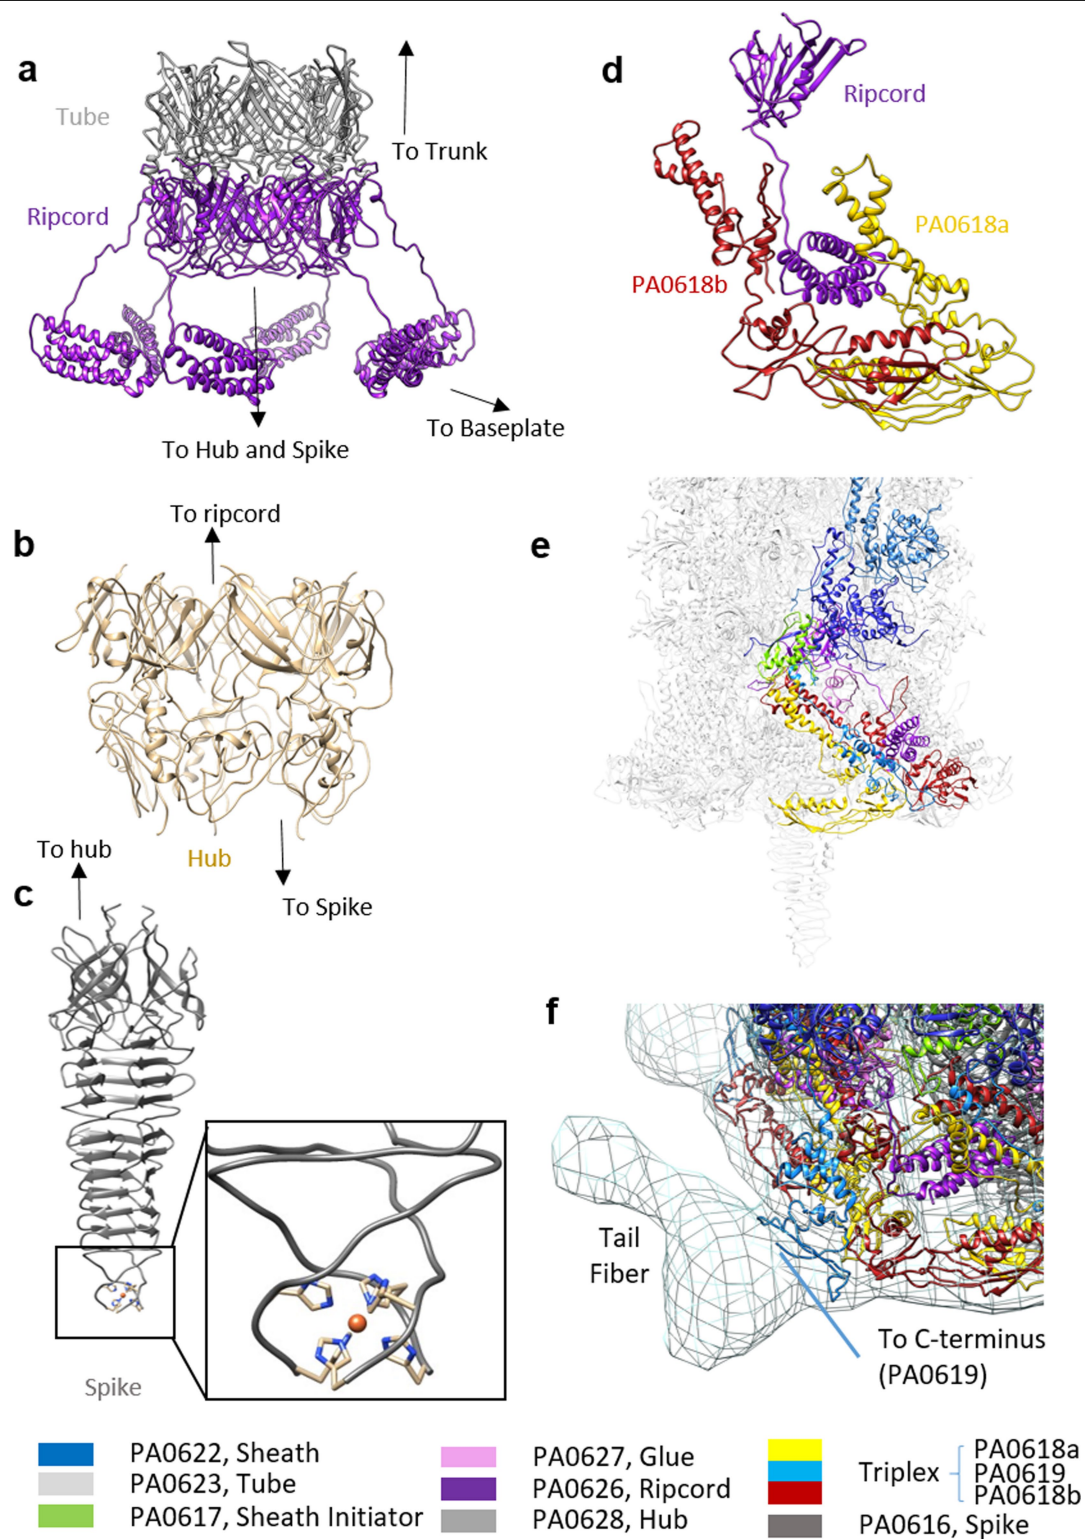 a
Tube
To Trunk
Ripcord
To Baseplate
To Hub and Spike
b
To ripcord
Hub
To Spike
c
To hub
Spike
d
Ripcord
PA0618a
PA0618b
e
f
Tail
Fiber
To C-terminus
(PA0619)
PA0622, Sheath
PA0623, Tube
PA0617, Sheath Initiator
PA0627, Glue
PA0626, Ripcord
PA0628, Hub
Triplex
PA0618a
PA0619
PA0618b
PA0616, Spike